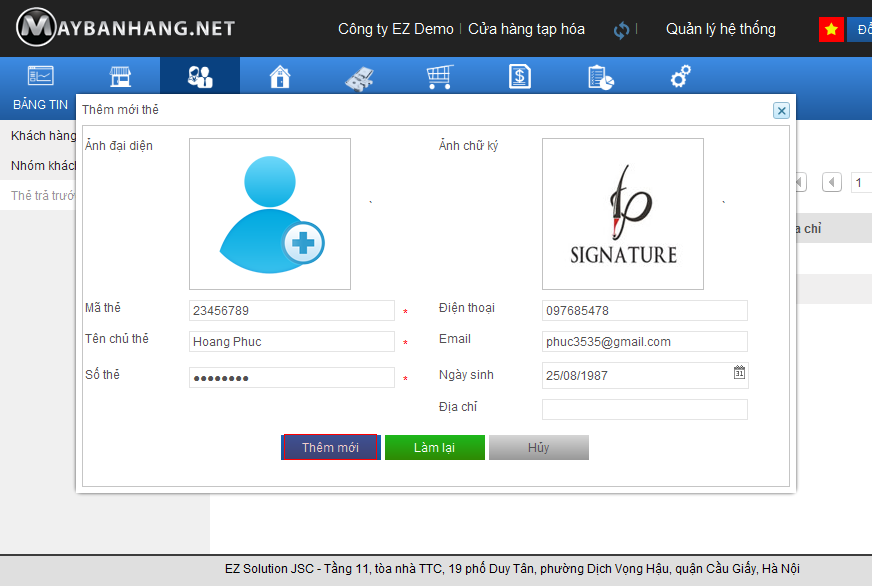 MAYBANHANG.NET
Công ty EZ Demo | Cửa hàng tạp hóa | Quản lý hệ thống
BẢNG TIN
Thêm mới thẻ
Khách hàng
Nhóm khách
Thẻ trả trướ
Ảnh đại diện
Ảnh chữ ký
SIGNATURE
1
a chỉ
Mã thẻ 23456789 * Điện thoại 097685478
Tên chủ thẻ Hoang Phuc * Email phuc3535@gmail.com
Số thẻ ●●●●●●●● * Ngày sinh 25/08/1987 31
Địa chỉ
Thêm mới Làm lại Hủy
EZ Solution JSC - Tầng 11, tòa nhà TTC, 19 phố Duy Tân, phường Dịch Vọng Hậu, quận Cầu Giấy, Hà Nội